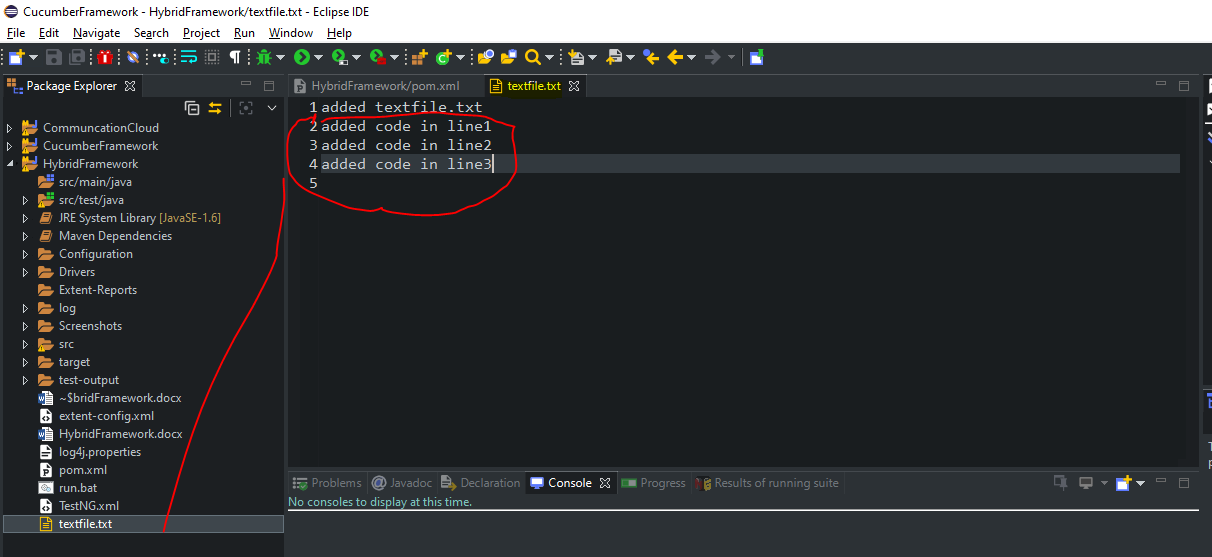 CucumberFramework - HybridFramework/textfile.txt - Eclipse IDE
File Edit Navigate Search Project Run Window Help
Package Explorer
CommuncationCloud
CucumberFramework
HybridFramework
src/main/java
src/test/java
JRE System Library [JavaSE-1.6]
Maven Dependencies
Configuration
Drivers
Extent-Reports
log
Screenshots
src
target
test-output
~$bridFramework.docx
extent-config.xml
HybridFramework.docx
log4j.properties
pom.xml
run.bat
TestNG.xml
textfile.txt
HybridFramework/pom.xml textfile.txt
1 added textfile.txt
2 added code in line1
3 added code in line2
4 added code in line3
5
Problems Javadoc Declaration Console Progress Results of running suite
No consoles to display at this time.